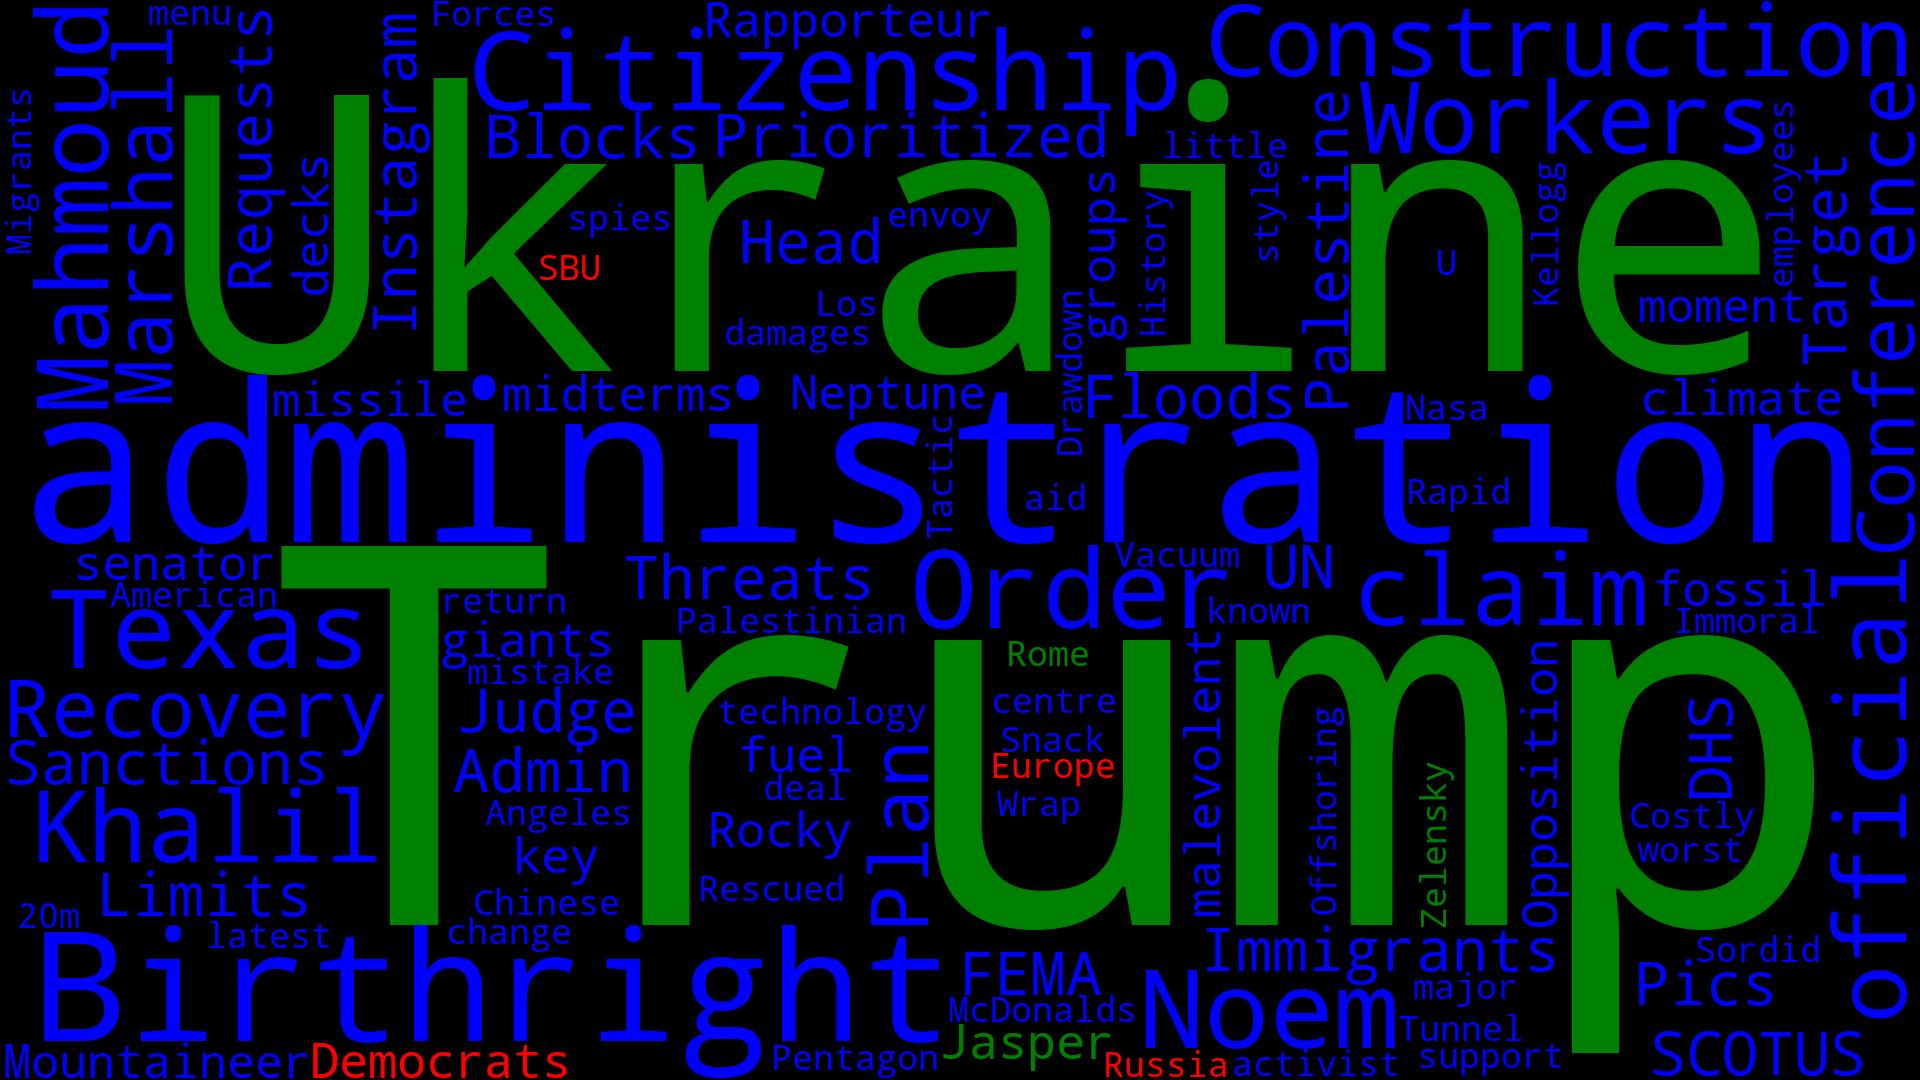 menu
Forces
Rapporteur
Construction
Citizenship
Mahmoud
Marshall
Requests
decks
Instagram
Migrants
Blocks
Prioritized
little
Workers
Palestine
employees
Target
Conference
Ukraine
spies
SBU
Head
envoy
Los
damages
groups
History
style
U
Kellogg
moment
Drawdown
missile
midterms
Neptune
Floods
Nasa
climate
administration
Tactic
aid
Rapid
senator
American
Texas
Threats
Order
Vacuum
UN
known
claim
fossil
Immoral
official
return
giants
mistake
Palestinian
Rome
Trump
Recovery
Sanctions
Judge
Admin
technology
fuel
deal
centre
Snack
Europe
Wrap
Plan
malevolent
Offshoring
Zelensky
Opposition
DHS
Costly
worst
Khalil
Angeles
key
Rocky
Rescued
Limits
20m
Chinese
latest
change
Birthright
FEMA
McDonalds
Jasper
Noem
Immigrants
major
Tunnel
support
Sordid
Pics
SCOTUS
Mountaineer
Democrats
Pentagon
Russia
activist